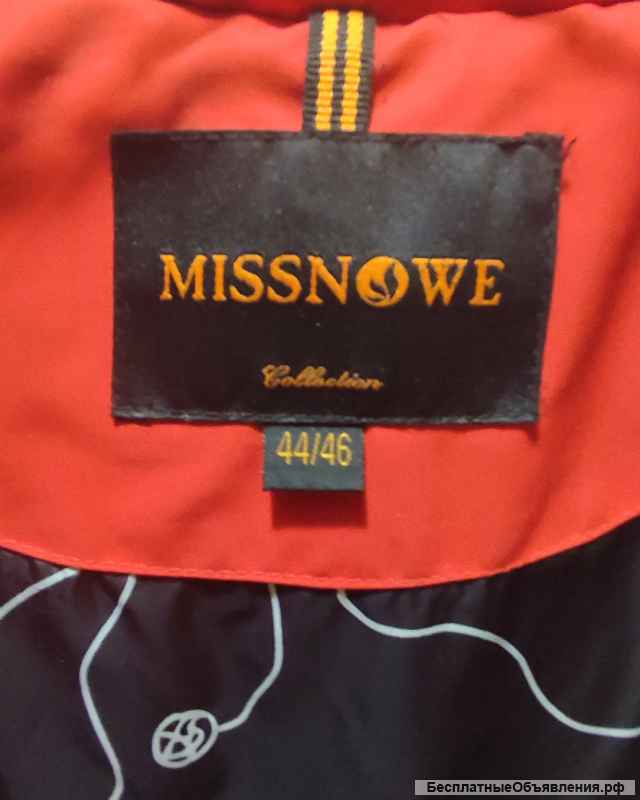 MISSNOWE
Collection
44/46
БесплатныеОбъявления.рф